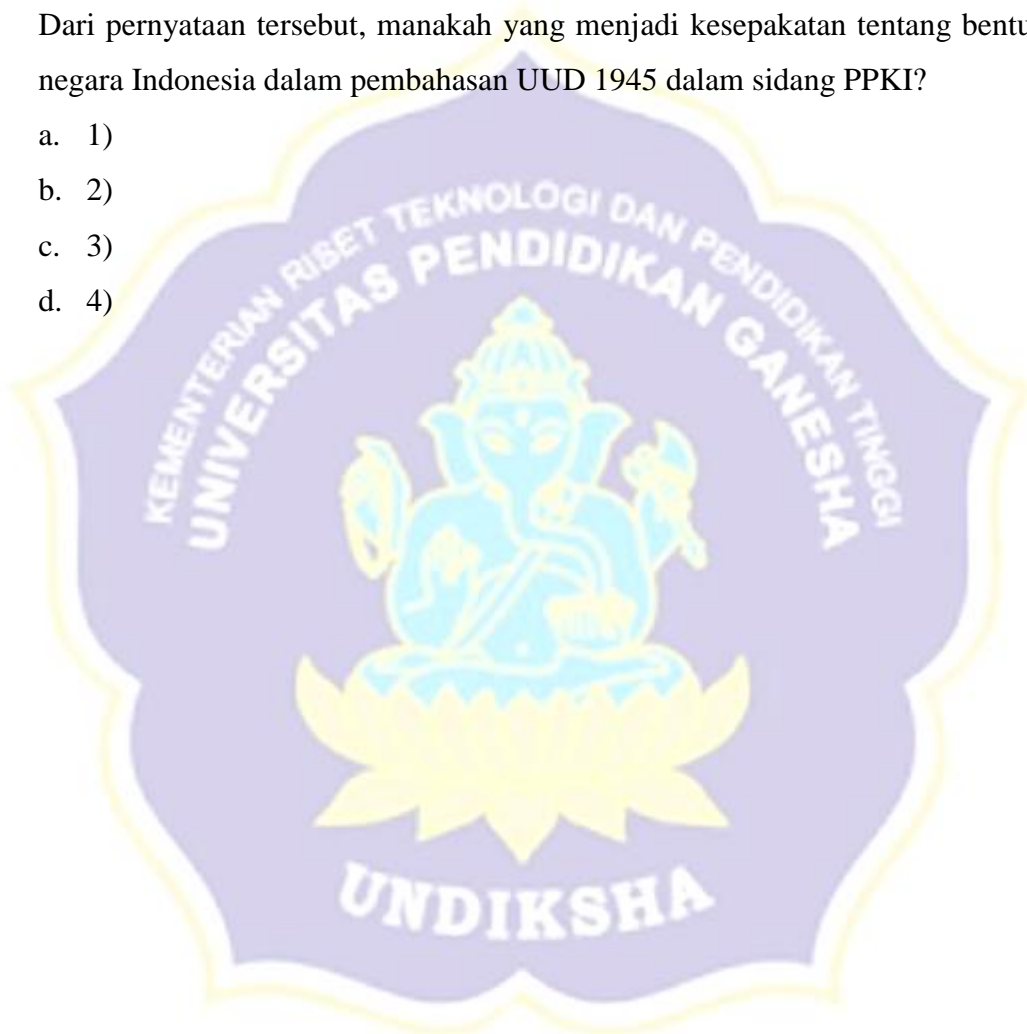 Dari pernyataan tersebut, manakah yang menjadi kesepakatan tentang bentu
negara Indonesia dalam pembahasan UUD 1945 dalam sidang PPKI?
a. 1)
b. 2)
c. 3)
d. 4)
KEMENTERIAN RISET TEKNOLOGI DAN PENDIDIKAN TINGGI
UNIVERSITAS PENDIDIKAN GANESHA
UNDIKSHA